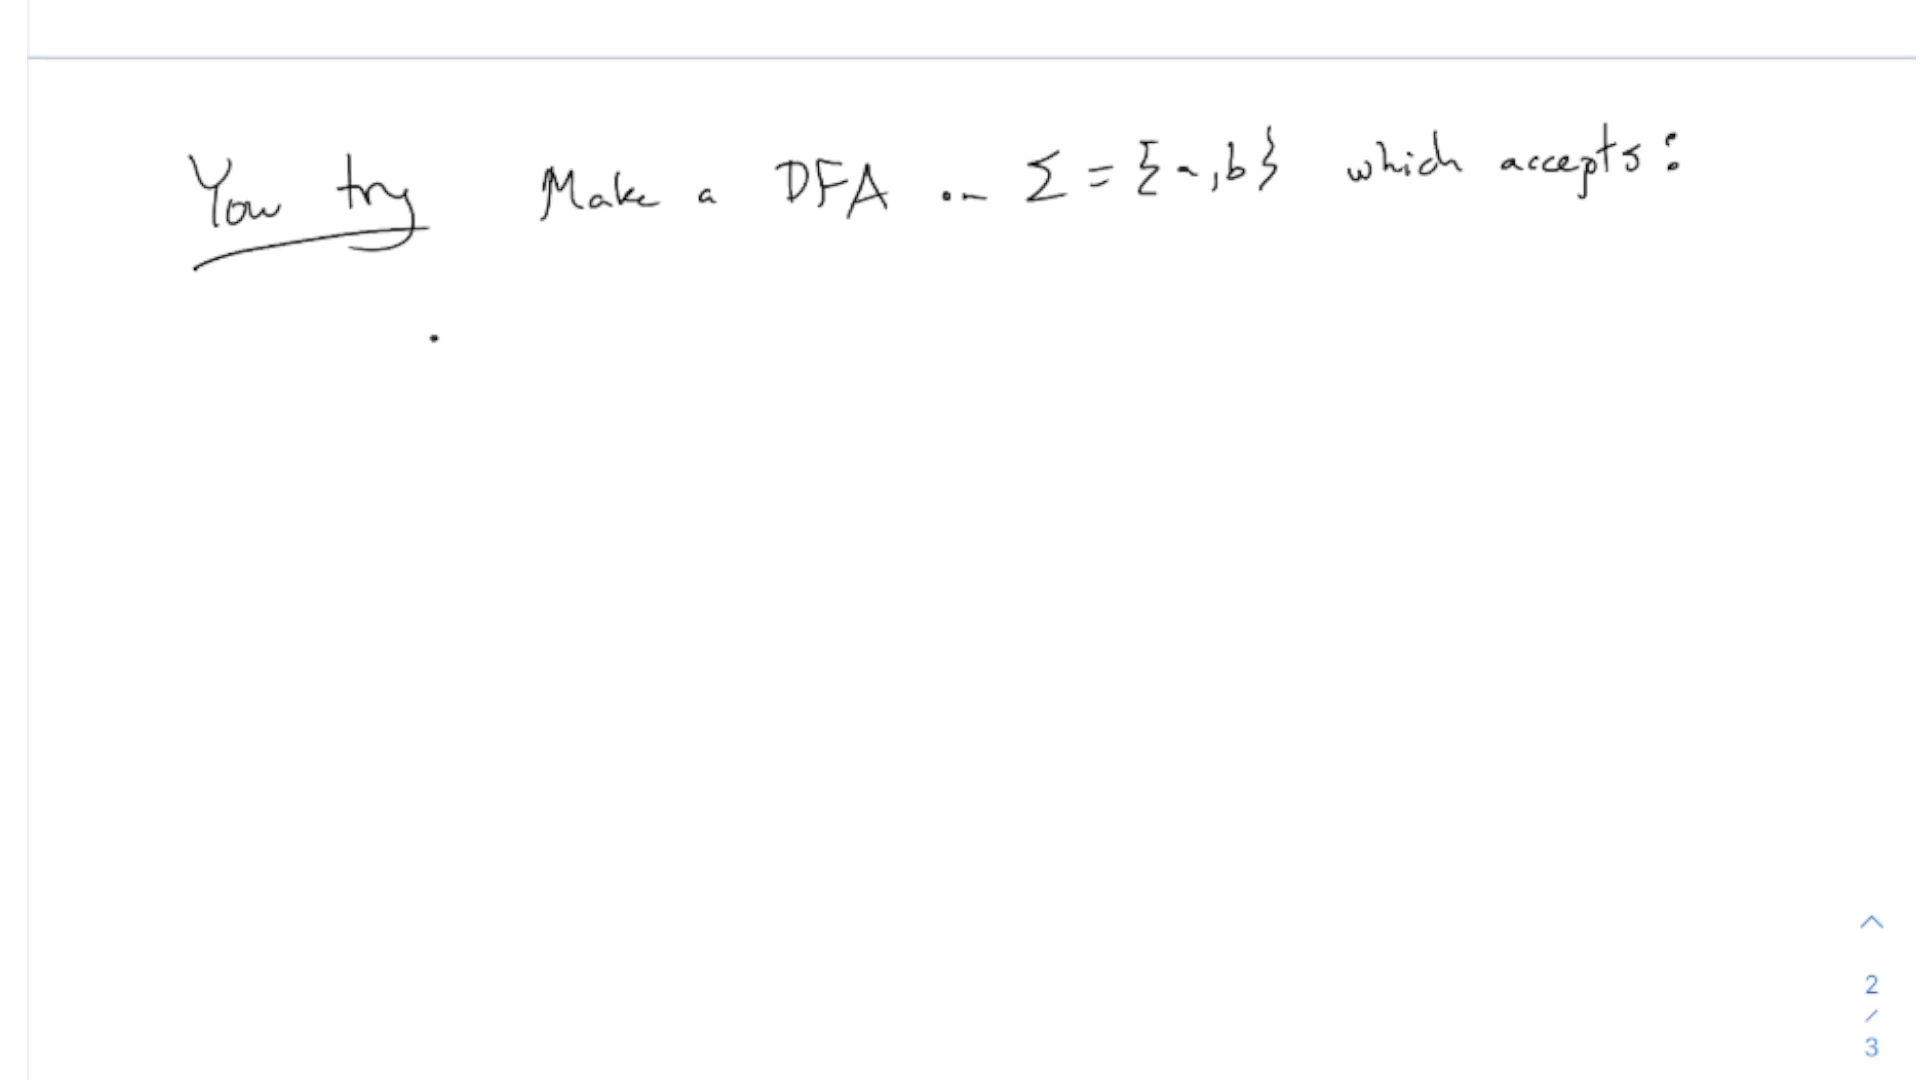 You try Make a DFA on Σ = {a,b} which accepts:
.
2
/
3